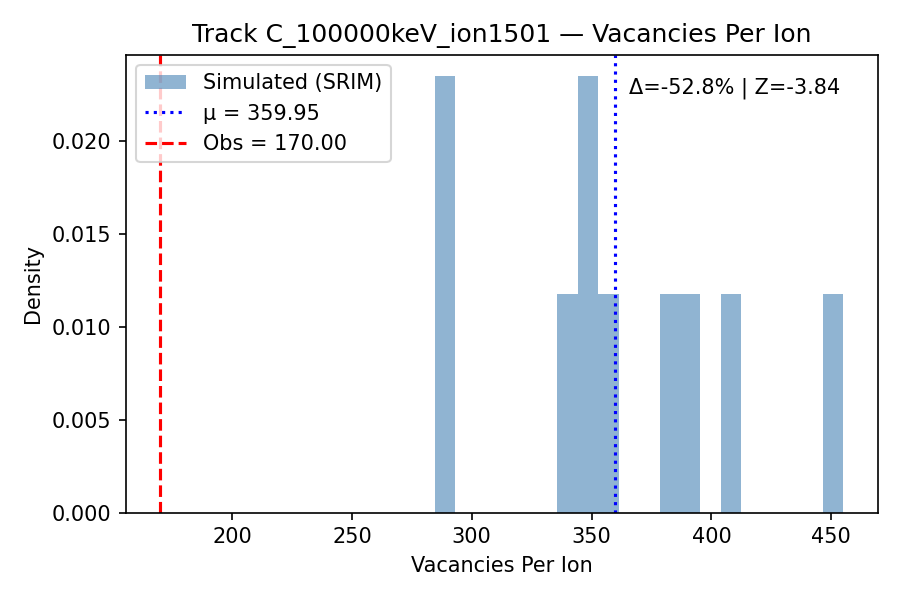 Track C_100000keV_ion1501 — Vacancies Per Ion
Simulated (SRIM)
μ = 359.95
Obs = 170.00
Δ=-52.8% | Z=-3.84
Density
0.020
0.015
0.010
0.005
0.000
200 250 300 350 400 450
Vacancies Per Ion